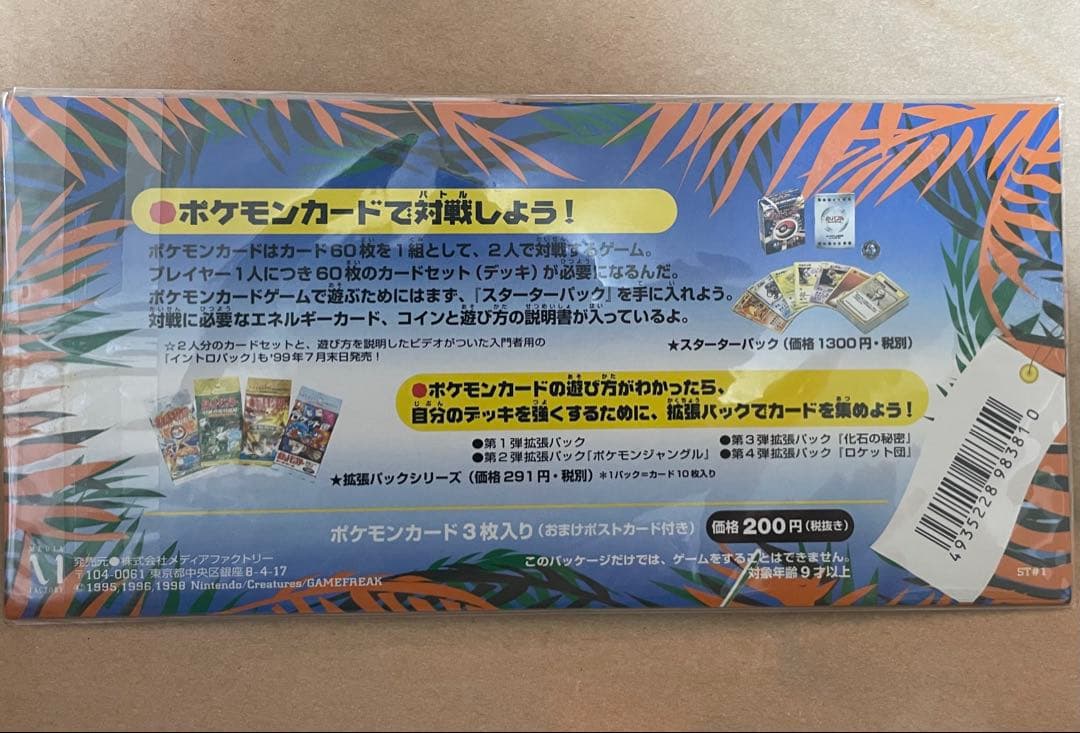 ●ポケモンカードで対戦しよう！
バトル
ポケモンカードはカード60枚を1組として、2人で対戦するゲーム。
プレイヤー1人につき60枚のカードセット（デッキ）が必要になるんだ。
ポケモンカードゲームで遊ぶためにはまず、『スターターパック』を手に入れよう。
対戦に必要なエネルギーカード、コインと遊び方の説明書が入っているよ。
☆2人分のカードセットと、遊び方を説明したビデオがついた入門者用の
『イントロパック』も'99年7月末日発売！
★スターターパック（価格1300円・税別）
●ポケモンカードの遊び方がわかったら、
自分のデッキを強くするために、拡張パックでカードを集めよう！
●第1弾拡張パック
●第2弾拡張パック『ポケモンジャングル』
●第3弾拡張パック『化石の秘密』
●第4弾拡張パック『ロケット団』
★拡張パックシリーズ（価格291円・税別）＊1パック＝カード10枚入り
ポケモンカード3枚入り（おまけポストカード付き）
価格200円（税抜き）
このパッケージだけでは、ゲームをすることはできません。
対象年齢9才以上
MEDIA
FACTORY
発売元●株式会社メディアファクトリー
〒104-0061 東京都中央区銀座8-4-17
© 1995,1996,1998 Nintendo/Creatures/GAMEFREAK
4935228983810
ST#1